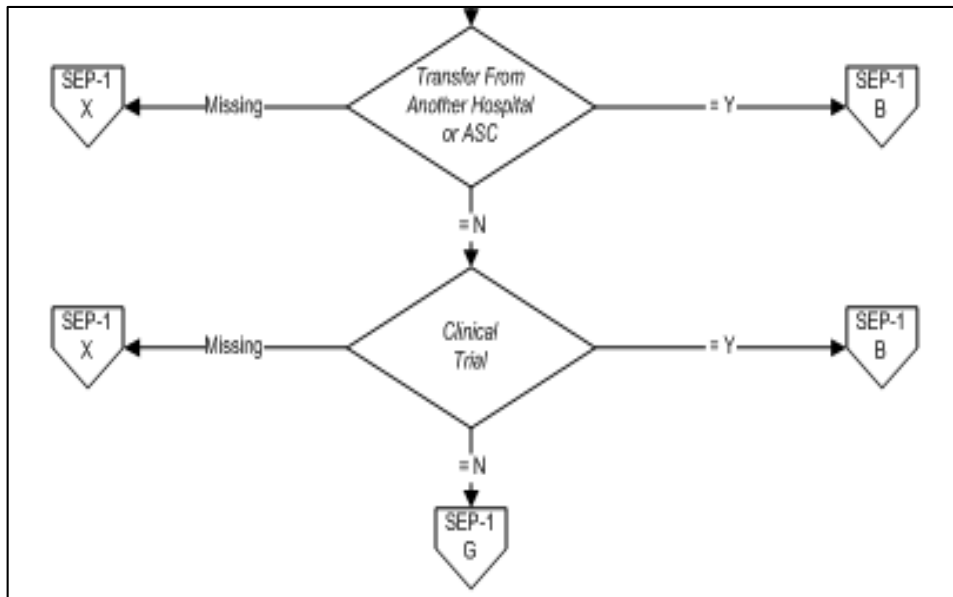 SEP-1
X
Missing
Transfer From
Another Hospital
or ASC
= Y
SEP-1
B
= N
SEP-1
X
Missing
Clinical
Trial
= Y
SEP-1
B
= N
SEP-1
G